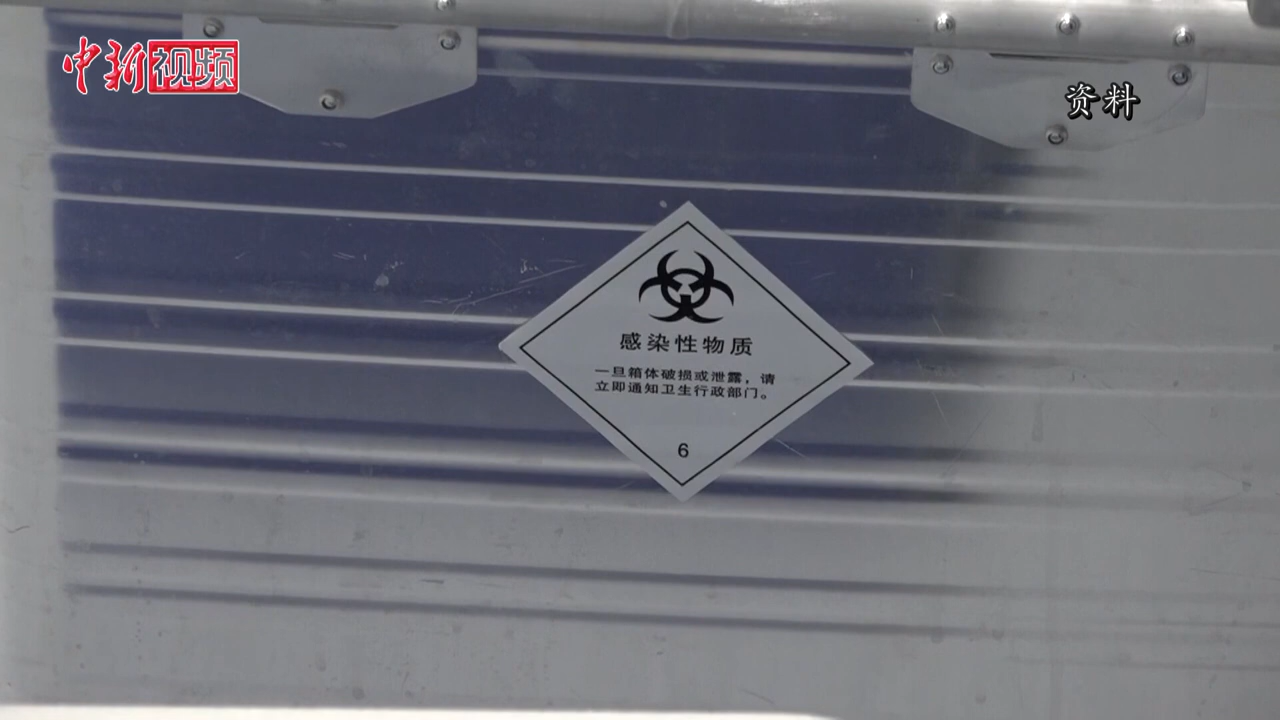 中新视频
资料
感染性物质
一旦箱体破损或泄露，请
立即通知卫生行政部门。
6